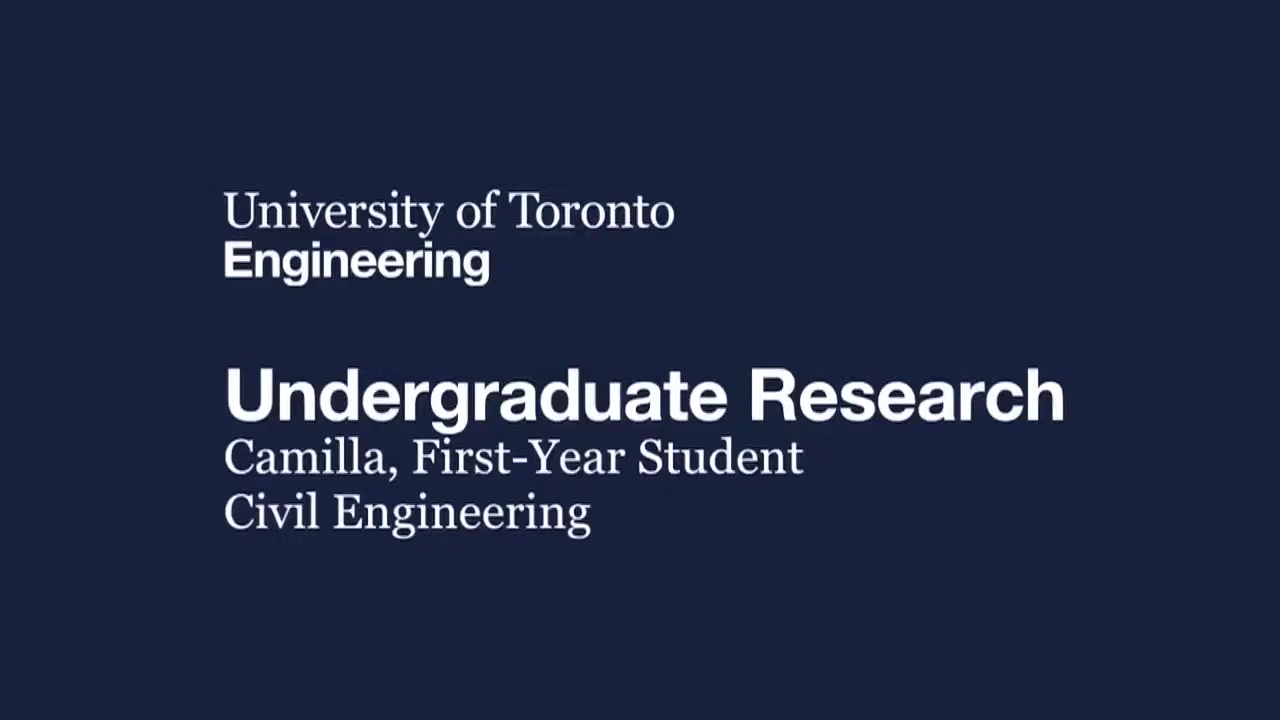 University of Toronto
Engineering
Undergraduate Research
Camilla, First-Year Student
Civil Engineering